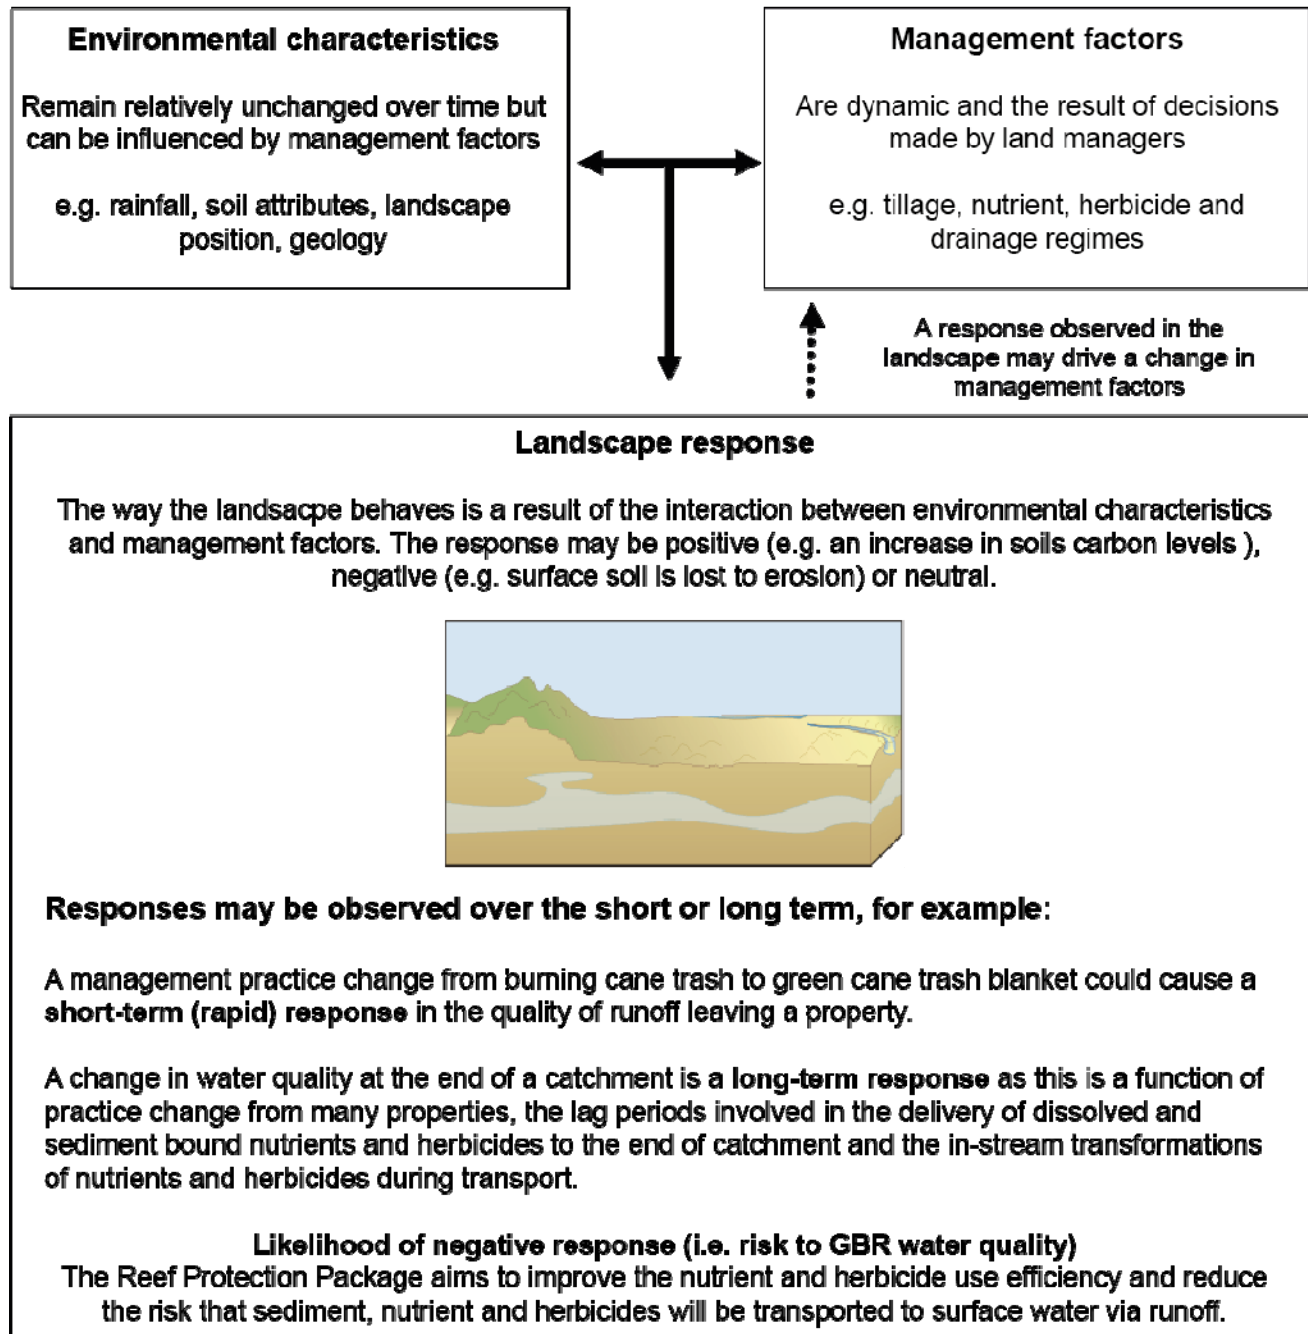 Environmental characteristics
Remain relatively unchanged over time but
can be influenced by management factors
e.g. rainfall, soil attributes, landscape
position, geology
Management factors
Are dynamic and the result of decisions
made by land managers
e.g. tillage, nutrient, herbicide and
drainage regimes
A response observed in the
landscape may drive a change in
management factors
Landscape response
The way the landsacpe behaves is a result of the interaction between environmental characteristics
and management factors. The response may be positive (e.g. an increase in soils carbon levels ),
negative (e.g. surface soil is lost to erosion) or neutral.
Responses may be observed over the short or long term, for example:
A management practice change from burning cane trash to green cane trash blanket could cause a
short-term (rapid) response in the quality of runoff leaving a property.
A change in water quality at the end of a catchment is a long-term response as this is a function of
practice change from many properties, the lag periods involved in the delivery of dissolved and
sediment bound nutrients and herbicides to the end of catchment and the in-stream transformations
of nutrients and herbicides during transport.
Likelihood of negative response (i.e. risk to GBR water quality)
The Reef Protection Package aims to improve the nutrient and herbicide use efficiency and reduce
the risk that sediment, nutrient and herbicides will be transported to surface water via runoff.